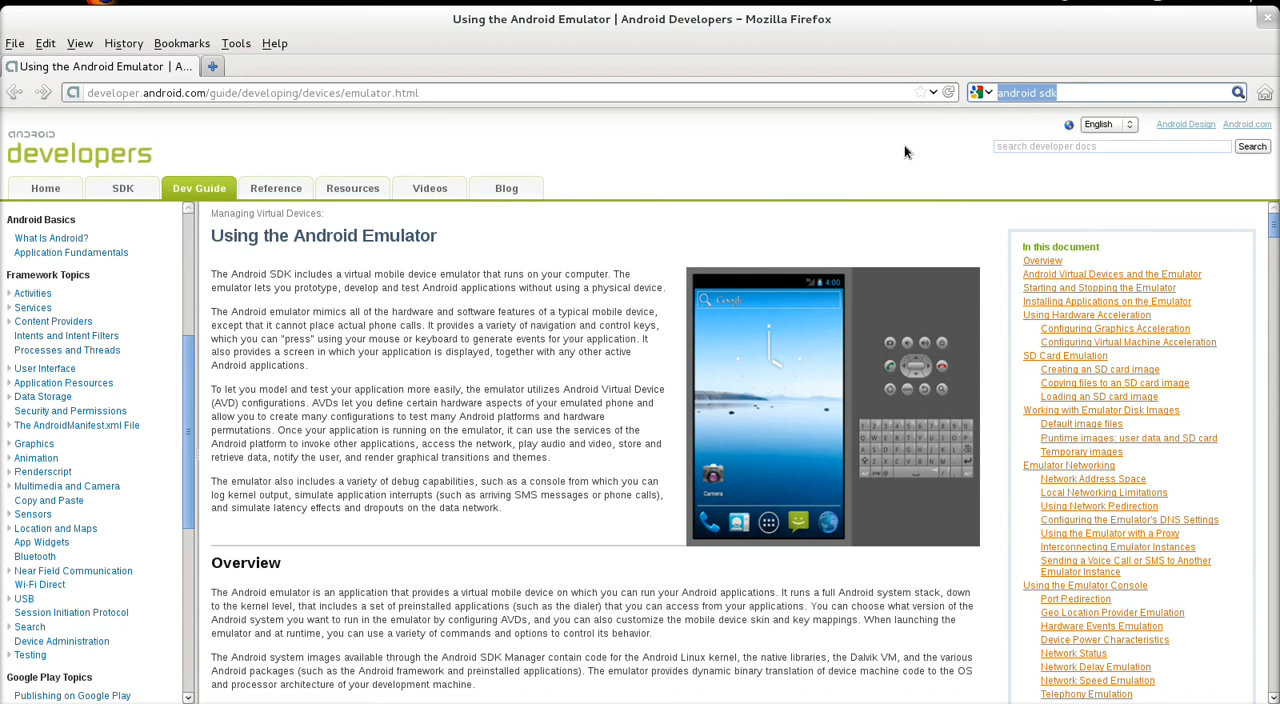 Using the Android Emulator | Android Developers – Mozilla Firefox
File Edit View History Bookmarks Tools Help
Using the Android Emulator | A...
developer.android.com/guide/developing/devices/emulator.html
android sdk
English
Android Design
Android.com
android
developers
search developer docs
Search
Home
SDK
Dev Guide
Reference
Resources
Videos
Blog
Android Basics
What Is Android?
Application Fundamentals
Framework Topics
Activities
Services
Content Providers
Intents and Intent Filters
Processes and Threads
User Interface
Application Resources
Data Storage
Security and Permissions
The AndroidManifest.xml File
Graphics
Animation
Renderscript
Multimedia and Camera
Copy and Paste
Sensors
Location and Maps
App Widgets
Bluetooth
Near Field Communication
Wi-Fi Direct
USB
Session Initiation Protocol
Search
Device Administration
Testing
Google Play Topics
Publishing on Google Play
Managing Virtual Devices:
Using the Android Emulator
The Android SDK includes a virtual mobile device emulator that runs on your computer. The
emulator lets you prototype, develop and test Android applications without using a physical device.
The Android emulator mimics all of the hardware and software features of a typical mobile device,
except that it cannot place actual phone calls. It provides a variety of navigation and control keys,
which you can "press" using your mouse or keyboard to generate events for your application. It
also provides a screen in which your application is displayed, together with any other active
Android applications.
To let you model and test your application more easily, the emulator utilizes Android Virtual Device
(AVD) configurations. AVDs let you define certain hardware aspects of your emulated phone and
allow you to create many configurations to test many Android platforms and hardware
permutations. Once your application is running on the emulator, it can use the services of the
Android platform to invoke other applications, access the network, play audio and video, store and
retrieve data, notify the user, and render graphical transitions and themes.
The emulator also includes a variety of debug capabilities, such as a console from which you can
log kernel output, simulate application interrupts (such as arriving SMS messages or phone calls),
and simulate latency effects and dropouts on the data network.
4:00
Google
Camera
Overview
The Android emulator is an application that provides a virtual mobile device on which you can run your Android applications. It runs a full Android system stack, down
to the kernel level, that includes a set of preinstalled applications (such as the dialer) that you can access from your applications. You can choose what version of the
Android system you want to run in the emulator by configuring AVDs, and you can also customize the mobile device skin and key mappings. When launching the
emulator and at runtime, you can use a variety of commands and options to control its behavior.
The Android system images available through the Android SDK Manager contain code for the Android Linux kernel, the native libraries, the Dalvik VM, and the various
Android packages (such as the Android framework and preinstalled applications). The emulator provides dynamic binary translation of device machine code to the OS
and processor architecture of your development machine.
In this document
Overview
Android Virtual Devices and the Emulator
Starting and Stopping the Emulator
Installing Applications on the Emulator
Using Hardware Acceleration
Configuring Graphics Acceleration
Configuring Virtual Machine Acceleration
SD Card Emulation
Creating an SD card image
Copying files to an SD card image
Loading an SD card image
Working with Emulator Disk Images
Default image files
Runtime images: user data and SD card
Temporary images
Emulator Networking
Network Address Space
Local Networking Limitations
Using Network Redirection
Configuring the Emulator's DNS Settings
Using the Emulator with a Proxy
Interconnecting Emulator Instances
Sending a Voice Call or SMS to Another
Emulator Instance
Using the Emulator Console
Port Redirection
Geo Location Provider Emulation
Hardware Events Emulation
Device Power Characteristics
Network Status
Network Delay Emulation
Network Speed Emulation
Telephony Emulation